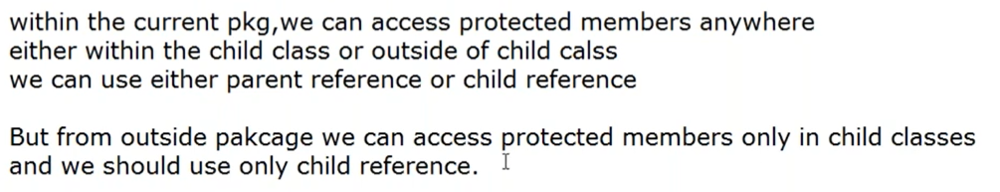 within the current pkg,we can access protected members anywhere
either within the child class or outside of child calss
we can use either parent reference or child reference
But from outside pakcage we can access protected members only in child classes
and we should use only child reference.